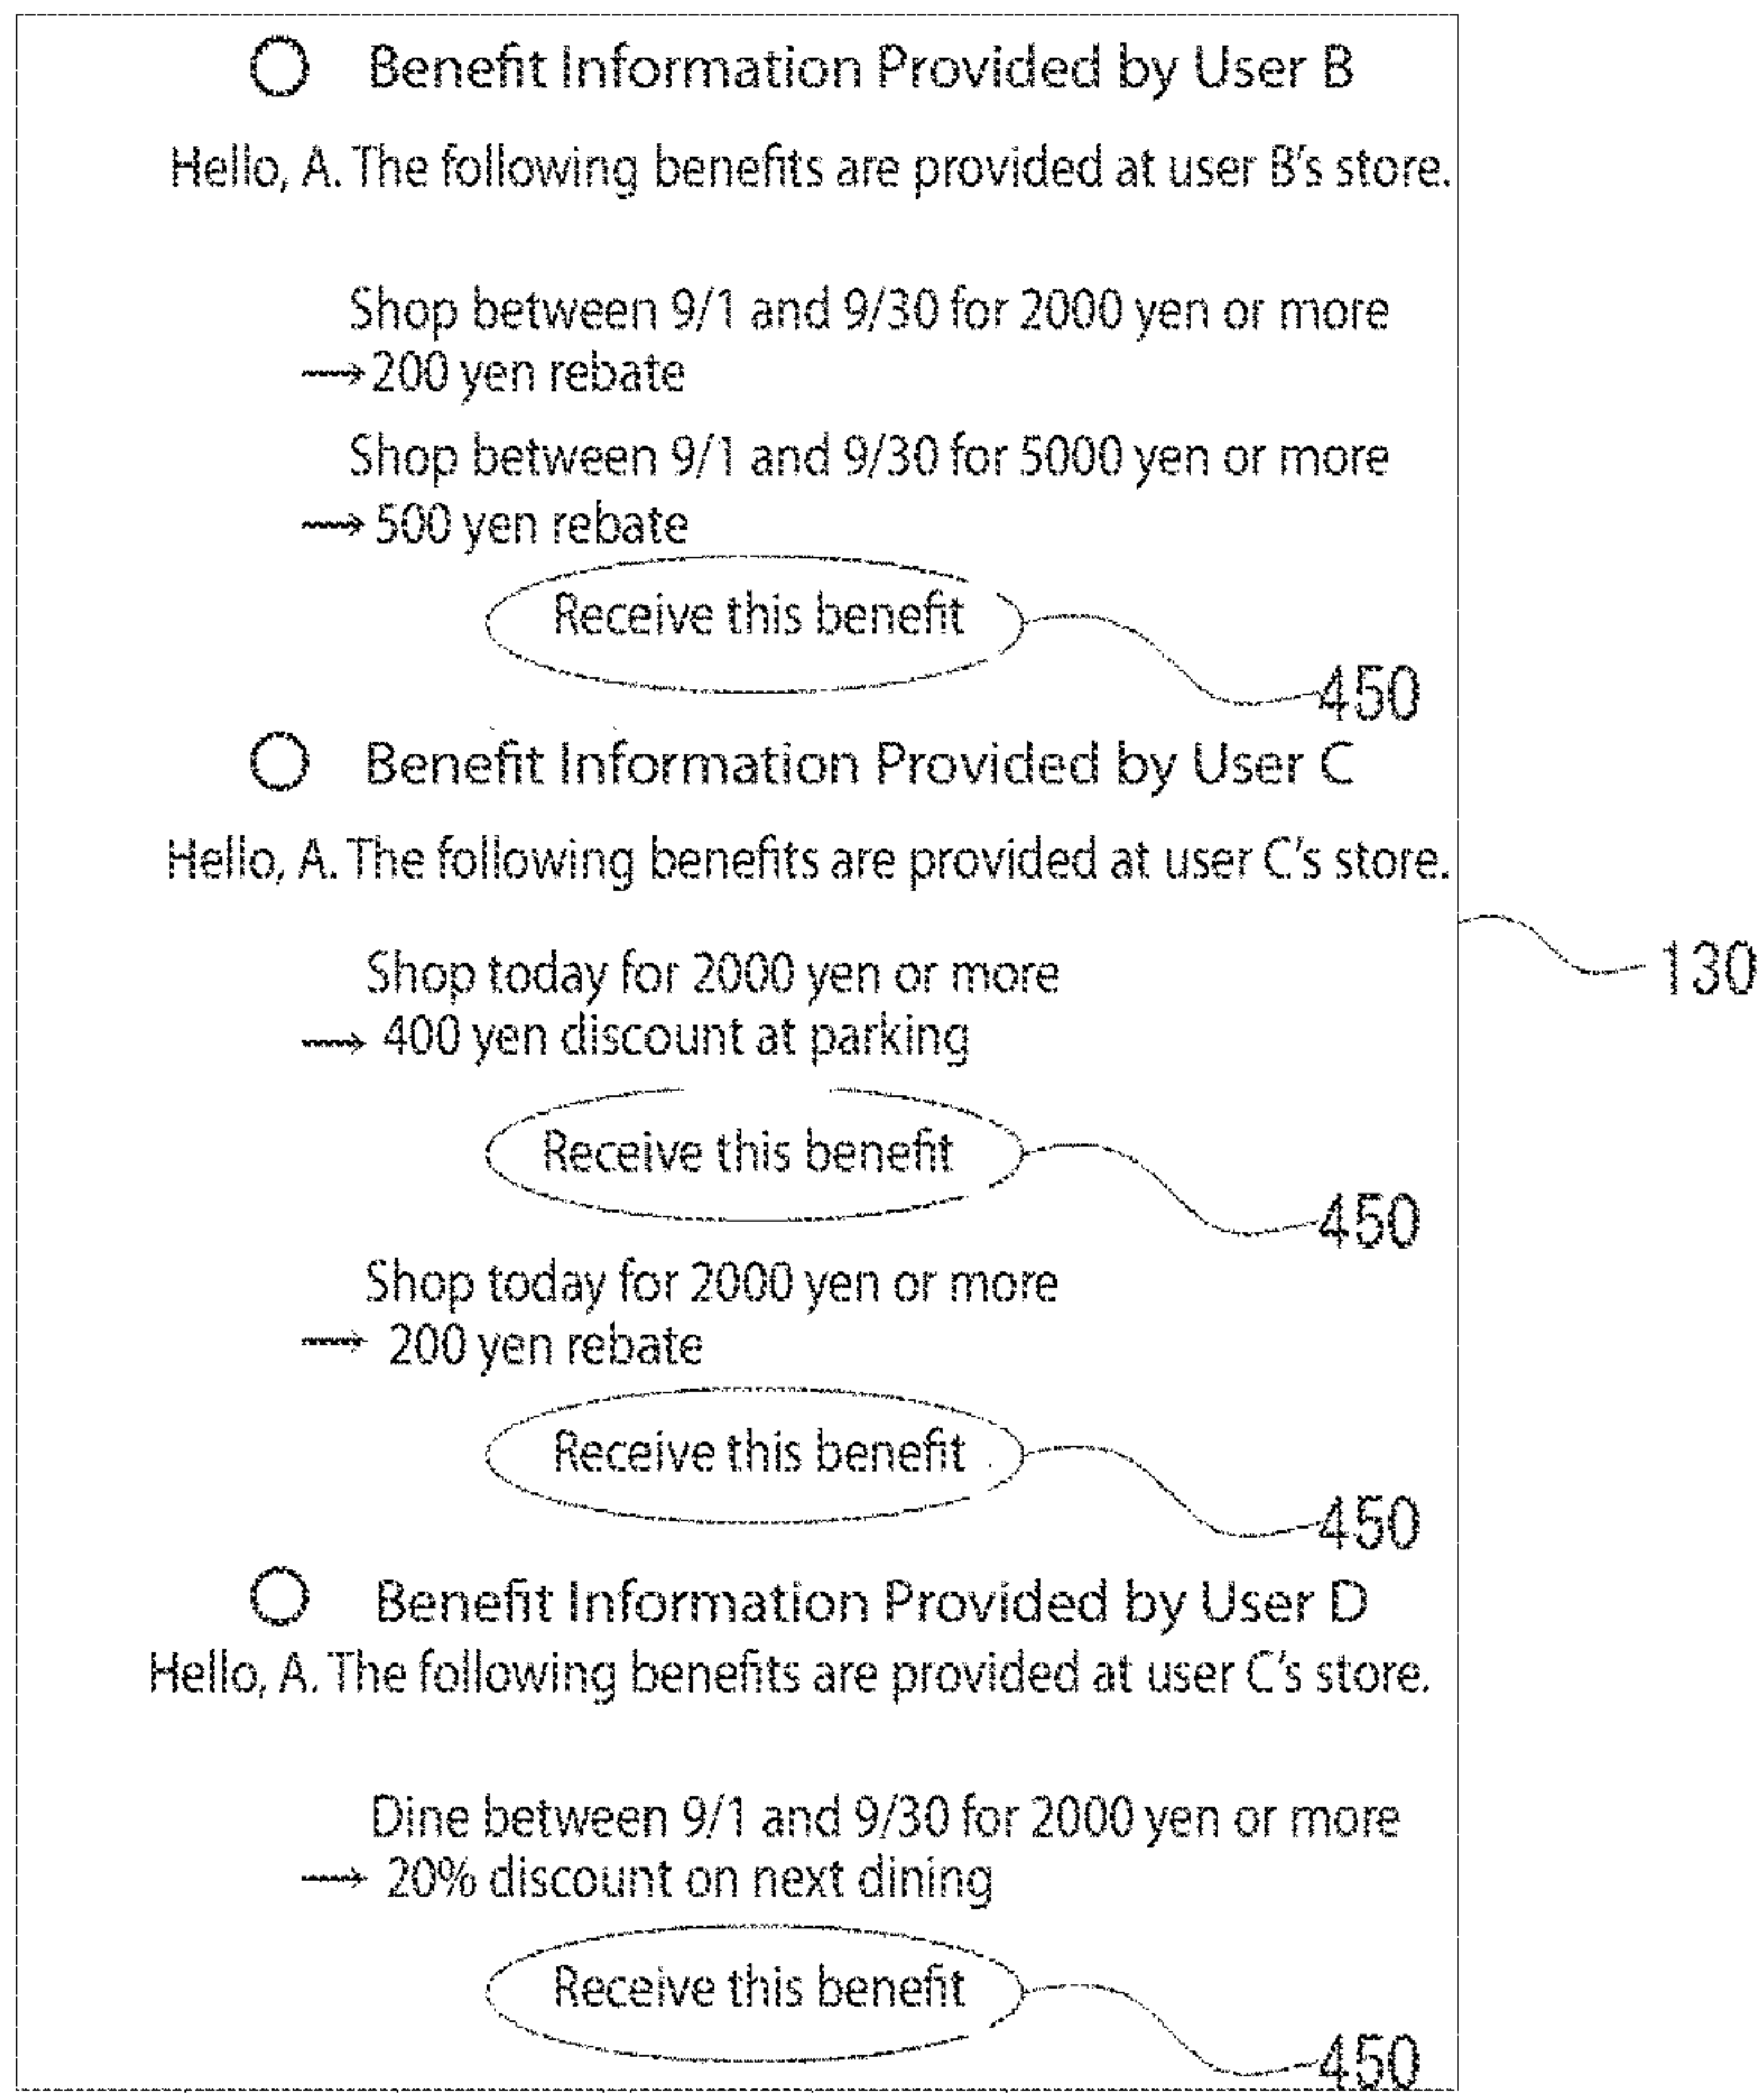 Benefit Information Provided by User B
Hello, A. The following benefits are provided at user B's store.
Shop between 9/1 and 9/30 for 2000 yen or more
→ 200 yen rebate
Shop between 9/1 and 9/30 for 5000 yen or more
→ 500 yen rebate
Receive this benefit
450
Benefit Information Provided by User C
Hello, A. The following benefits are provided at user C's store.
130
Shop today for 2000 yen or more
→ 400 yen discount at parking
Receive this benefit
450
Shop today for 2000 yen or more
→ 200 yen rebate
Receive this benefit
450
Benefit Information Provided by User D
Hello, A. The following benefits are provided at user C's store.
Dine between 9/1 and 9/30 for 2000 yen or more
→ 20% discount on next dining
Receive this benefit
450